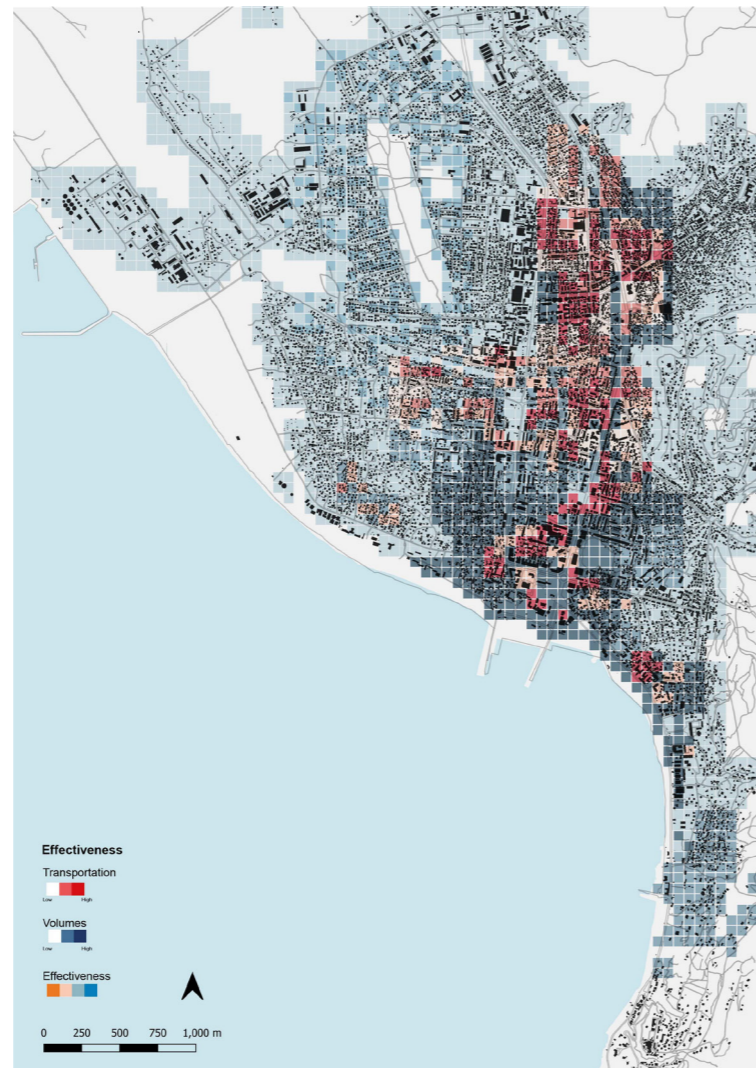 Effectiveness
Transportation
Low High
Volumes
Low High
Effectiveness
0 250 500 750 1,000 m